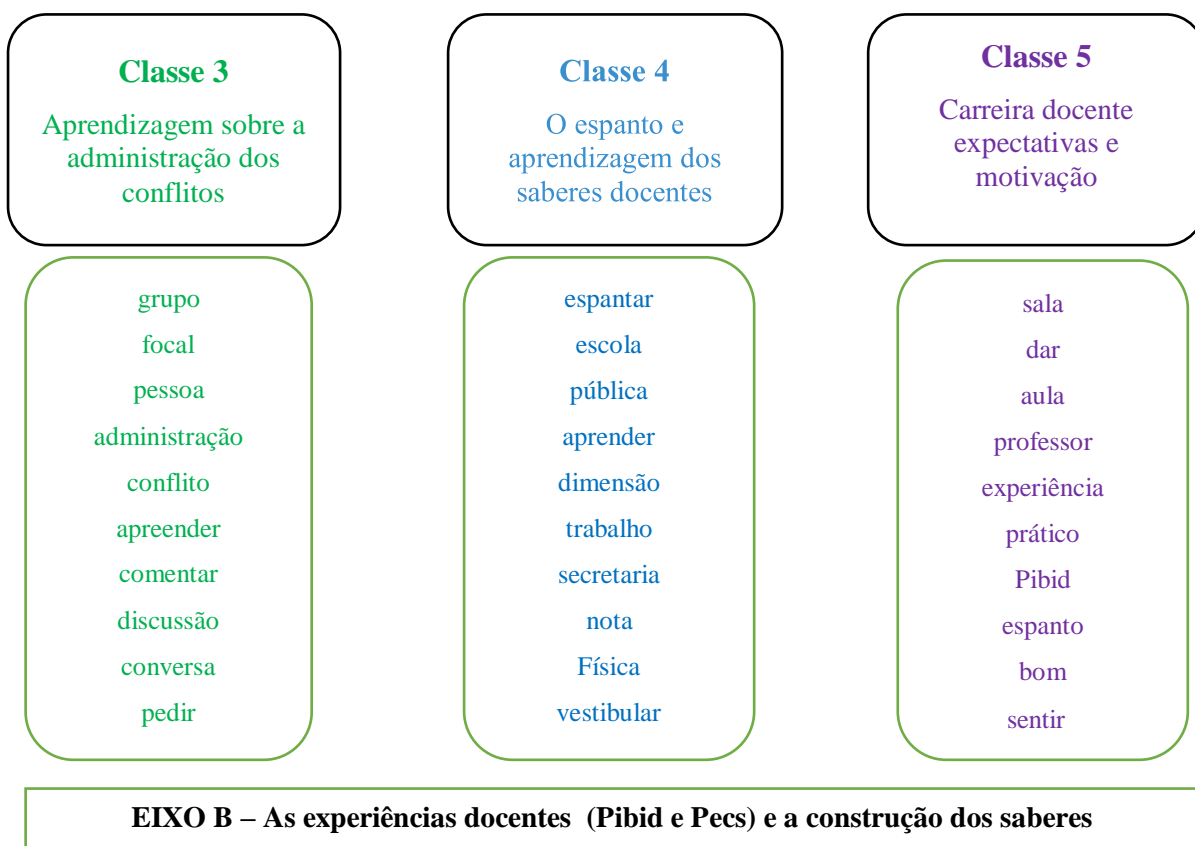 Classe 3
Aprendizagem sobre a
administração dos
conflitos
grupo
focal
pessoa
administração
conflito
apreender
comentar
discussão
conversa
pedir
Classe 4
O espanto e
aprendizagem dos
saberes docentes
espantar
escola
pública
aprender
dimensão
trabalho
secretaria
nota
Física
vestibular
Classe 5
Carreira docente
expectativas e
motivação
sala
dar
aula
professor
experiência
prático
Pibid
espanto
bom
sentir
EIXO B – As experiências docentes (Pibid e Pecs) e a construção dos saberes